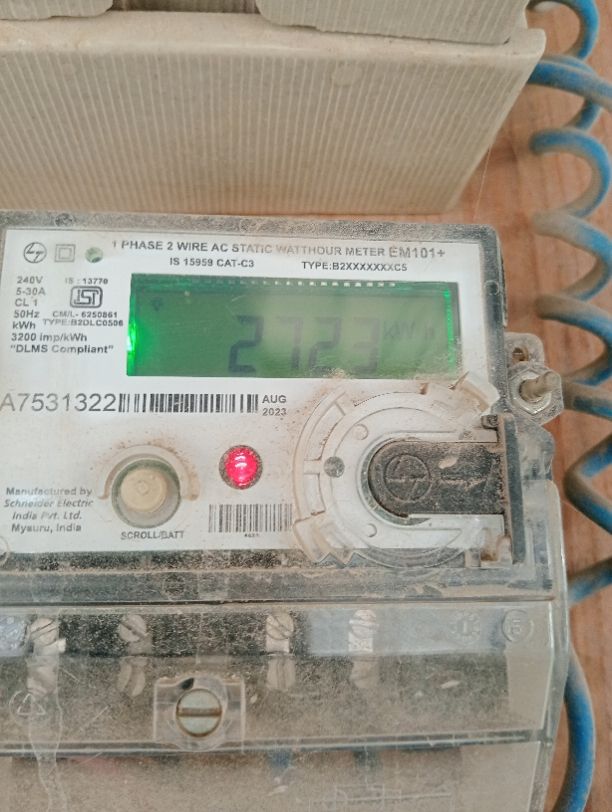 1 PHASE 2 WIRE AC STATIC WATTHOUR METER EM101+
IS 15959 CAT-C3 TYPE:B2XXXXXXXC5
240V
5-30A
CL 1
50Hz
kWh
3200 imp/kWh
"DLMS Compliant"
IS : 13779
CM/L- 6250861
TYPE:B2DLC0506
2723
A7531322
AUG
2023
Manufactured by
Schneider Electric
India Pvt. Ltd.
Mysuru, India
SCROLL/BATT